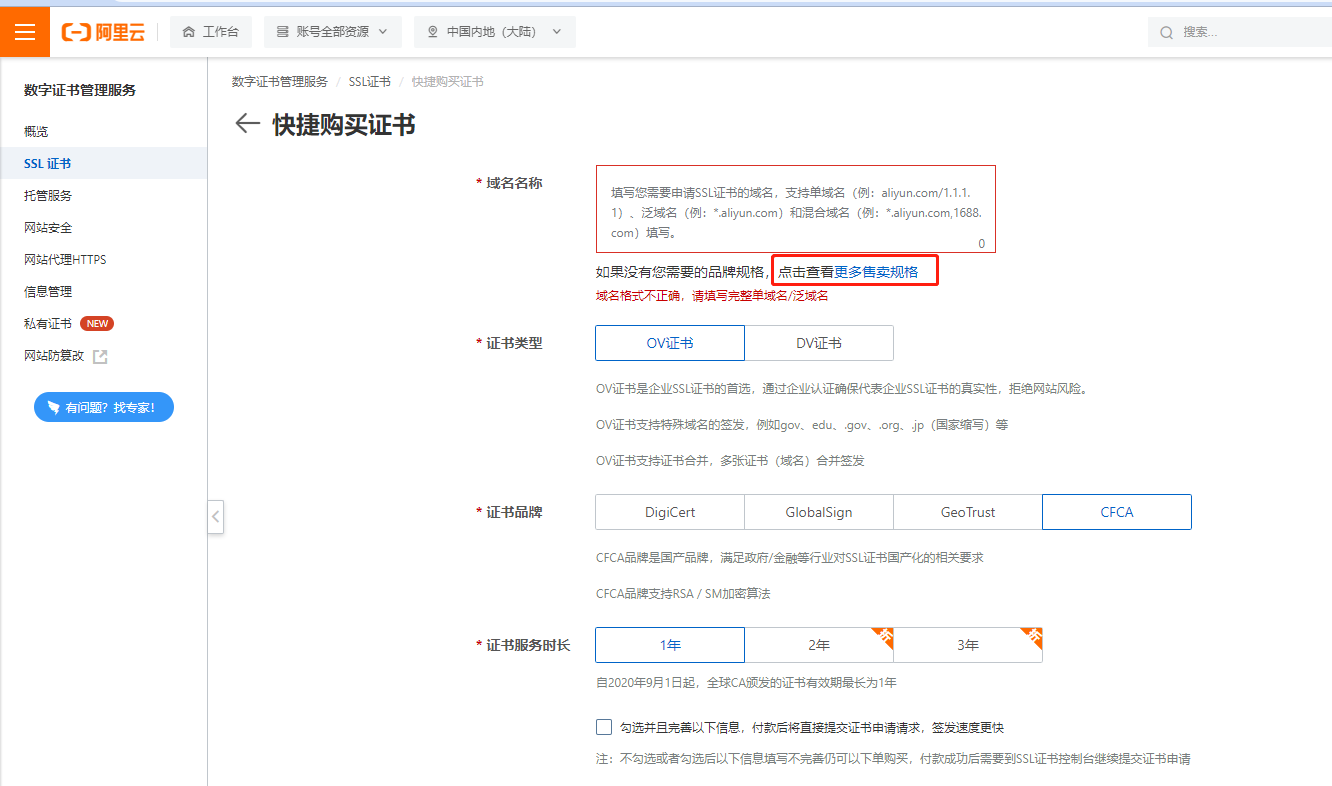 阿里云
工作台
账号全部资源
中国内地（大陆）
搜索...
数字证书管理服务
概览
SSL 证书
托管服务
网站安全
网站代理HTTPS
信息管理
私有证书 NEW
网站防篡改
有问题？找专家！
数字证书管理服务 / SSL证书 / 快捷购买证书
快捷购买证书
* 域名名称
填写您需要申请SSL证书的域名，支持单域名（例：aliyun.com/1.1.1.
1）、泛域名（例：*.aliyun.com）和混合域名（例：*.aliyun.com,1688.
com）填写。
0
如果没有您需要的品牌规格，点击查看更多售卖规格
域名格式不正确，请填写完整单域名/泛域名
* 证书类型
OV证书
DV证书
OV证书是企业SSL证书的首选，通过企业认证确保代表企业SSL证书的真实性，拒绝网站风险。
OV证书支持特殊域名的签发，例如gov、edu、.gov、.org、.jp（国家缩写）等
OV证书支持证书合并，多张证书（域名）合并签发
* 证书品牌
DigiCert
GlobalSign
GeoTrust
CFCA
CFCA品牌是国产品牌，满足政府/金融等行业对SSL证书国产化的相关要求
CFCA品牌支持RSA / SM加密算法
* 证书服务时长
1年
2年
折
3年
折
自2020年9月1日起，全球CA颁发的证书有效期最长为1年
勾选并且完善以下信息，付款后将直接提交证书申请请求，签发速度更快
注：不勾选或者勾选后以下信息填写不完善仍可以下单购买，付款成功后需要到SSL证书控制台继续提交证书申请